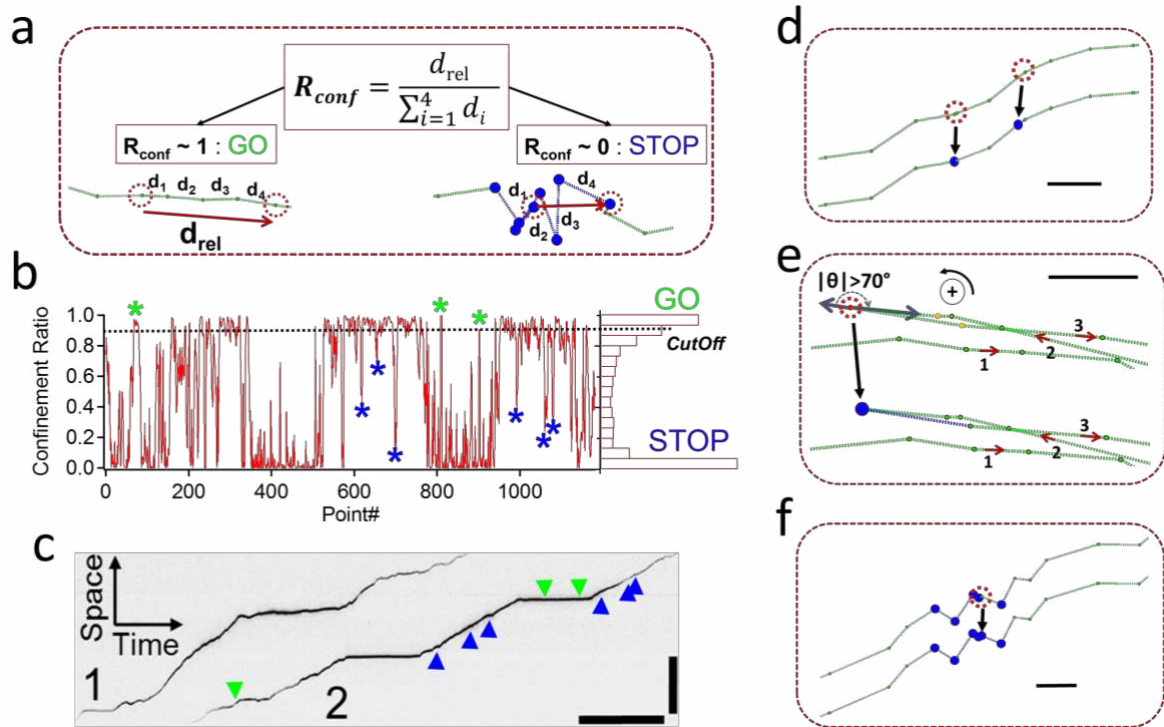 a
R_conf = d_rel / ∑_{i=1}^{4} d_i
R_conf ~ 1 : GO
R_conf ~ 0 : STOP
d₁ d₂ d₃ d₄
d_rel
d₁ d₂ d₃ d₄
b
Confinement Ratio
1.0
0.8
0.6
0.4
0.2
0.0
0 200 400 600 800 1000
Point#
* * *
* * * * * *
GO
CutOff
STOP
c
Space
Time
1
2
d
e
|θ|>70°
+
1 2 3
1 2 3
f